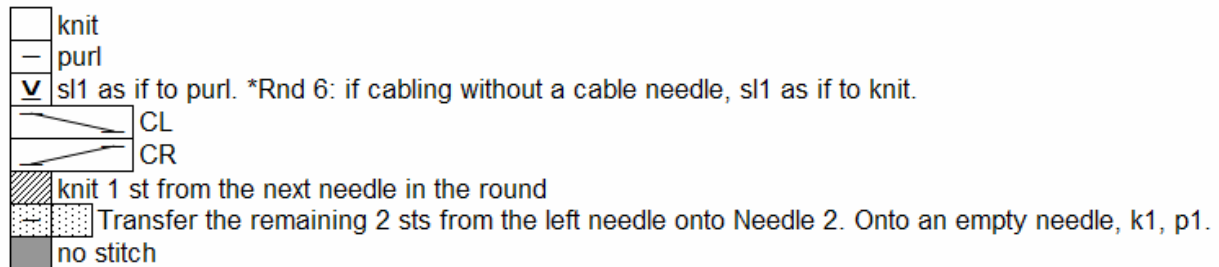 knit
purl
sl1 as if to purl. *Rnd 6: if cabling without a cable needle, sl1 as if to knit.
CL
CR
knit 1 st from the next needle in the round
Transfer the remaining 2 sts from the left needle onto Needle 2. Onto an empty needle, k1, p1.
no stitch